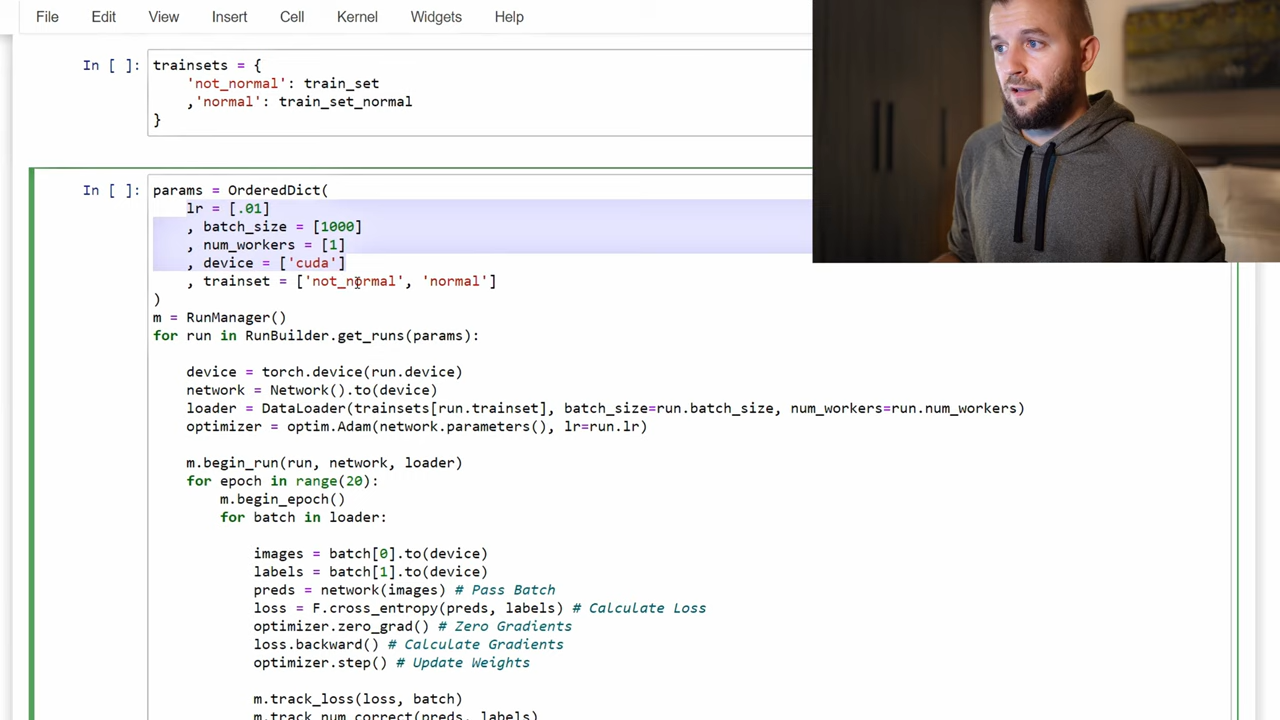 File Edit View Insert Cell Kernel Widgets Help
In [ ]: trainsets = {
'not_normal': train_set
,'normal': train_set_normal
}
In [ ]: params = OrderedDict(
lr = [.01]
, batch_size = [1000]
, num_workers = [1]
, device = ['cuda']
, trainset = ['not_normal', 'normal']
)
m = RunManager()
for run in RunBuilder.get_runs(params):
device = torch.device(run.device)
network = Network().to(device)
loader = DataLoader(trainsets[run.trainset], batch_size=run.batch_size, num_workers=run.num_workers)
optimizer = optim.Adam(network.parameters(), lr=run.lr)
m.begin_run(run, network, loader)
for epoch in range(20):
m.begin_epoch()
for batch in loader:
images = batch[0].to(device)
labels = batch[1].to(device)
preds = network(images) # Pass Batch
loss = F.cross_entropy(preds, labels) # Calculate Loss
optimizer.zero_grad() # Zero Gradients
loss.backward() # Calculate Gradients
optimizer.step() # Update Weights
m.track_loss(loss, batch)
m.track_num_correct(preds, labels)